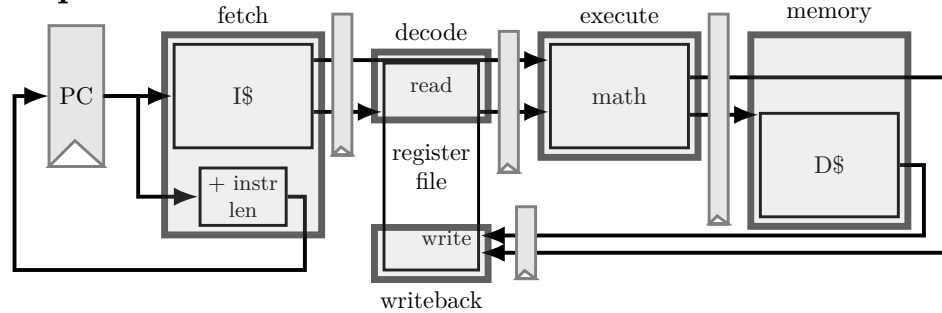 fetch
decode
execute
memory
PC
I$
read
math
+ instr
len
register
file
D$
write
writeback